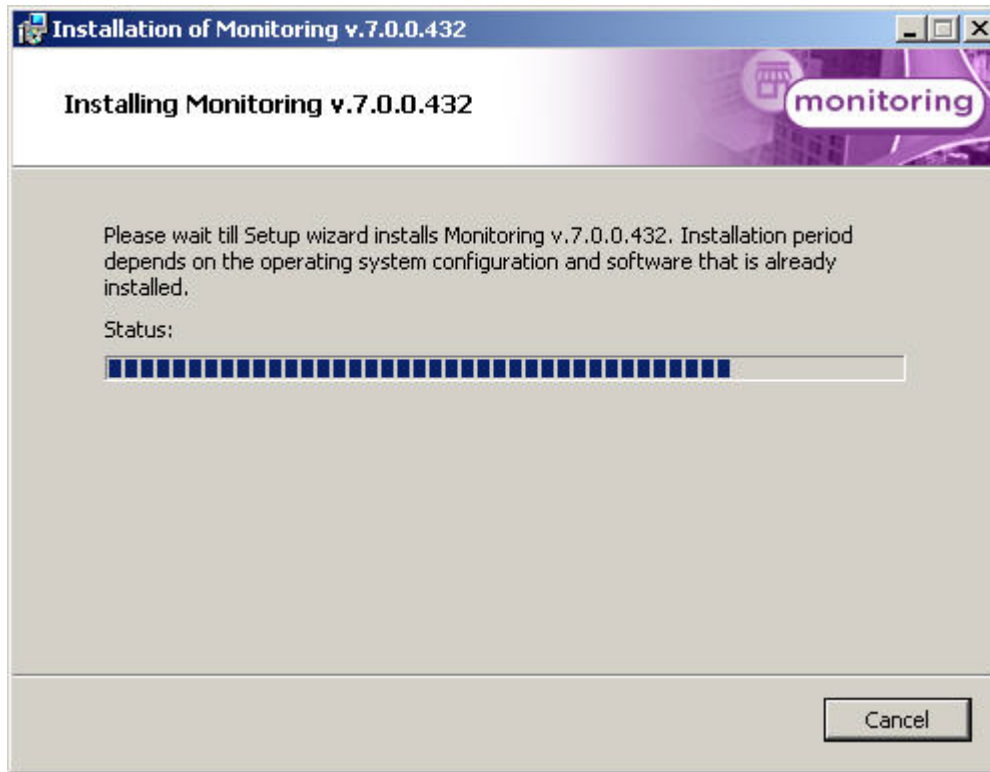 Installation of Monitoring v.7.0.0.432
Installing Monitoring v.7.0.0.432
monitoring
Please wait till Setup wizard installs Monitoring v.7.0.0.432. Installation period
depends on the operating system configuration and software that is already
installed.
Status:
Cancel